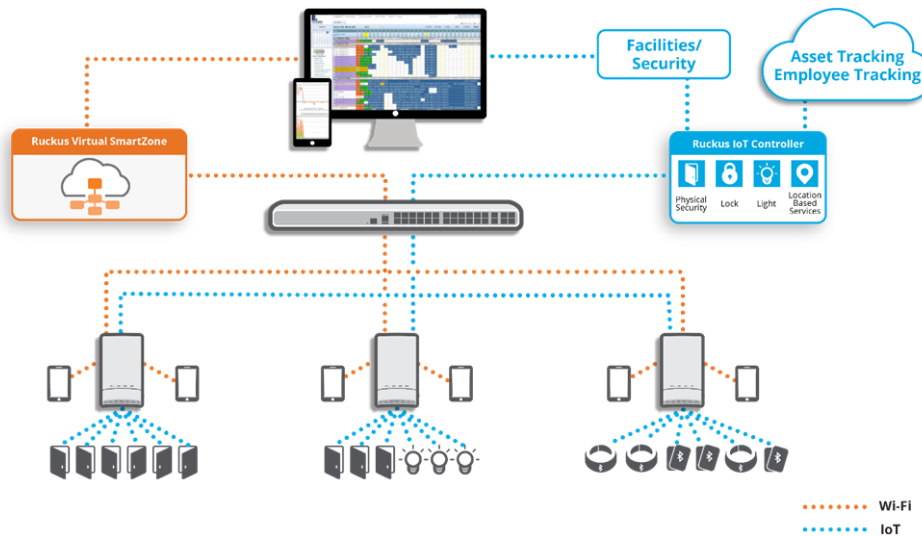 Facilities/
Security
Asset Tracking
Employee Tracking
Ruckus Virtual SmartZone
Ruckus IoT Controller
Physical
Security
Lock
Light
Location
Based
Services
Wi-Fi
IoT